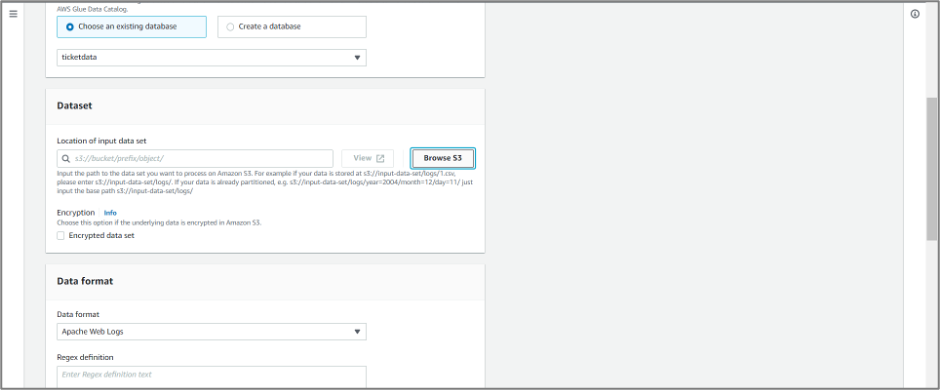 AWS Glue Data Catalog.
Choose an existing database
Create a database
ticketdata
Dataset
Location of input data set
s3://bucket/prefix/object/
View
Browse S3
Input the path to the data set you want to process on Amazon S3. For example if your data is stored at s3://input-data-set/logs/1.csv,
please enter s3://input-data-set/logs/. If your data is already partitioned, e.g. s3://input-data-set/logs/year=2004/month=12/day=11/ just
input the base path s3://input-data-set/logs/
Encryption Info
Choose this option if the underlying data is encrypted in Amazon S3.
Encrypted data set
Data format
Data format
Apache Web Logs
Regex definition
Enter Regex definition text